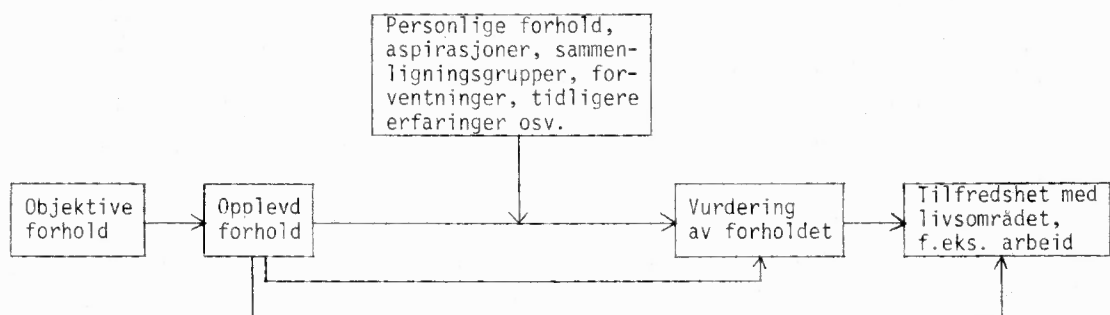 Personlige forhold,
aspirasjoner, sammen-
ligningsgrupper, for-
ventninger, tidligere
erfaringer osv.
Objektive
forhold
Opplevd
forhold
Vurdering
av forholdet
Tilfredshet med
livsområdet,
f.eks. arbeid